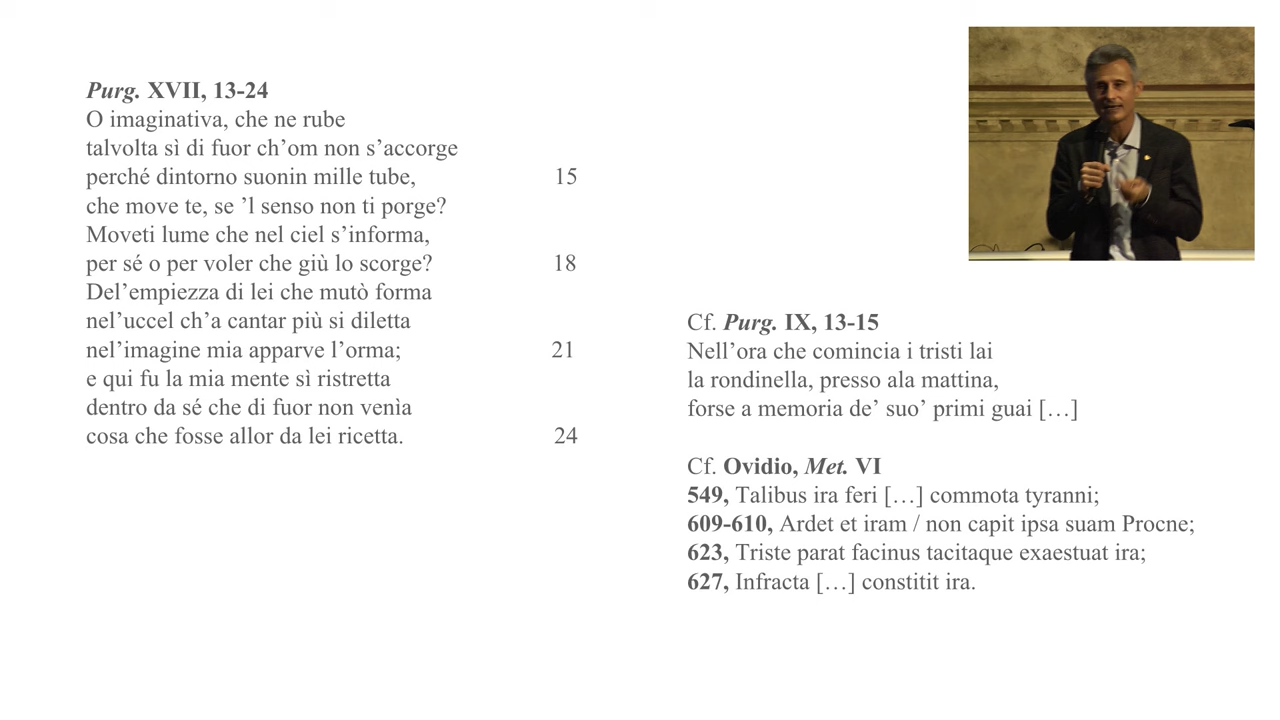 Purg. XVII, 13-24
O imaginativa, che ne rube
talvolta sì di fuor ch’om non s’accorge
perché dintorno suonin mille tube, 15
che move te, se ’l senso non ti porge?
Moveti lume che nel ciel s’informa,
per sé o per voler che giù lo scorge? 18
Del’empiezza di lei che mutò forma
nel’uccel ch’a cantar più si diletta
nel’imagine mia apparve l’orma; 21
e qui fu la mia mente sì ristretta
dentro da sé che di fuor non venìa
cosa che fosse allor da lei ricetta. 24
Cf. Purg. IX, 13-15
Nell’ora che comincia i tristi lai
la rondinella, presso ala mattina,
forse a memoria de’ suo’ primi guai […]
Cf. Ovidio, Met. VI
549, Talibus ira feri […] commota tyranni;
609-610, Ardet et iram / non capit ipsa suam Procne;
623, Triste parat facinus tacitaque exaestuat ira;
627, Infracta […] constitit ira.